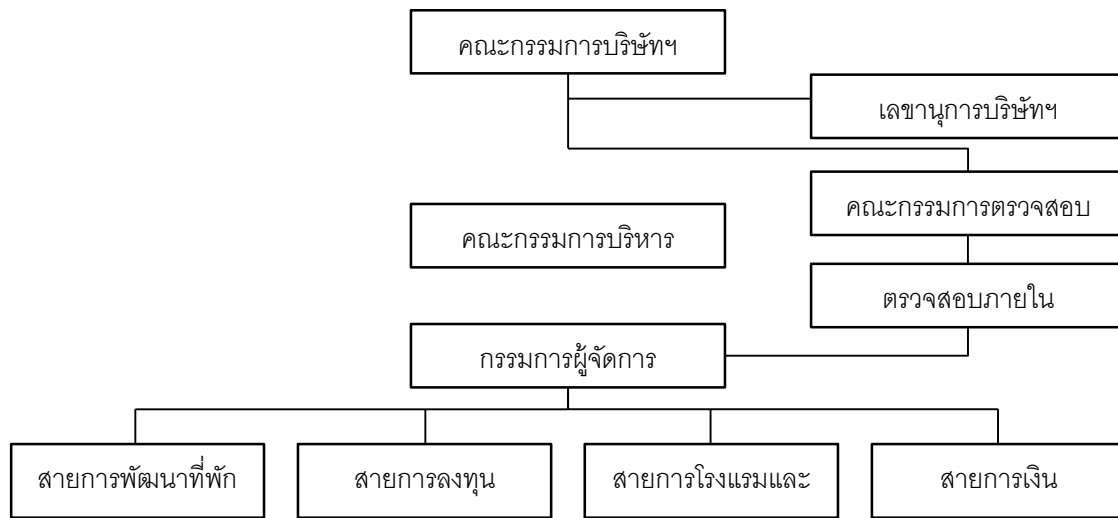 คณะกรรมการบริษัทฯ
เลขานุการบริษัทฯ
คณะกรรมการตรวจสอบ
คณะกรรมการบริหาร
ตรวจสอบภายใน
กรรมการผู้จัดการ
สายการพัฒนาที่พัก
สายการลงทุน
สายการโรงแรมและ
สายการเงิน